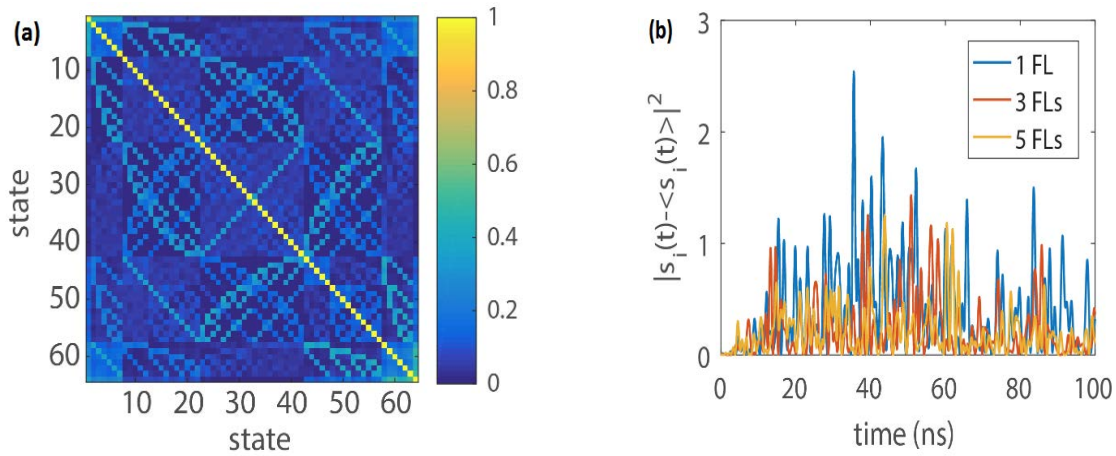 (a)
10
20
30
40
50
60
state
10 20 30 40 50 60
state
1
0.8
0.6
0.4
0.2
0
(b)
3
2
1
0
|s_i(t)-<s_i(t)>|^2
1 FL
3 FLs
5 FLs
0 20 40 60 80 100
time (ns)